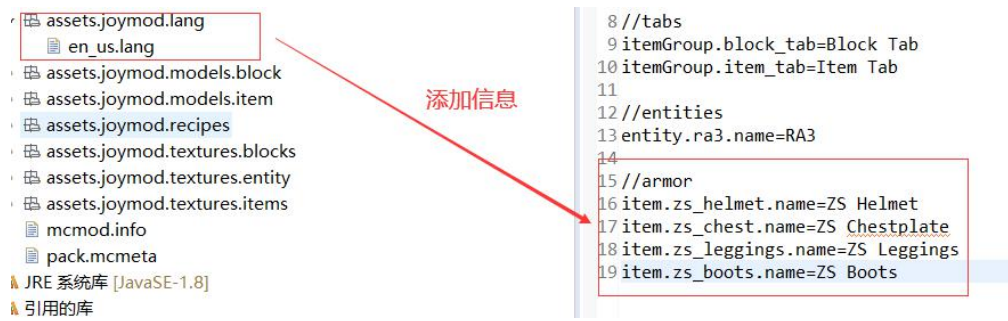 assets.joymod.lang
en_us.lang
assets.joymod.models.block
assets.joymod.models.item
assets.joymod.recipes
assets.joymod.textures.blocks
assets.joymod.textures.entity
assets.joymod.textures.items
mcmod.info
pack.mcmeta
JRE 系统库 [JavaSE-1.8]
引用的库
添加信息
8 //tabs
9 itemGroup.block_tab=Block Tab
10 itemGroup.item_tab=Item Tab
11
12 //entities
13 entity.ra3.name=RA3
14
15 //armor
16 item.zs_helmet.name=ZS Helmet
17 item.zs_chest.name=ZS Chestplate
18 item.zs_leggings.name=ZS Leggings
19 item.zs_boots.name=ZS Boots